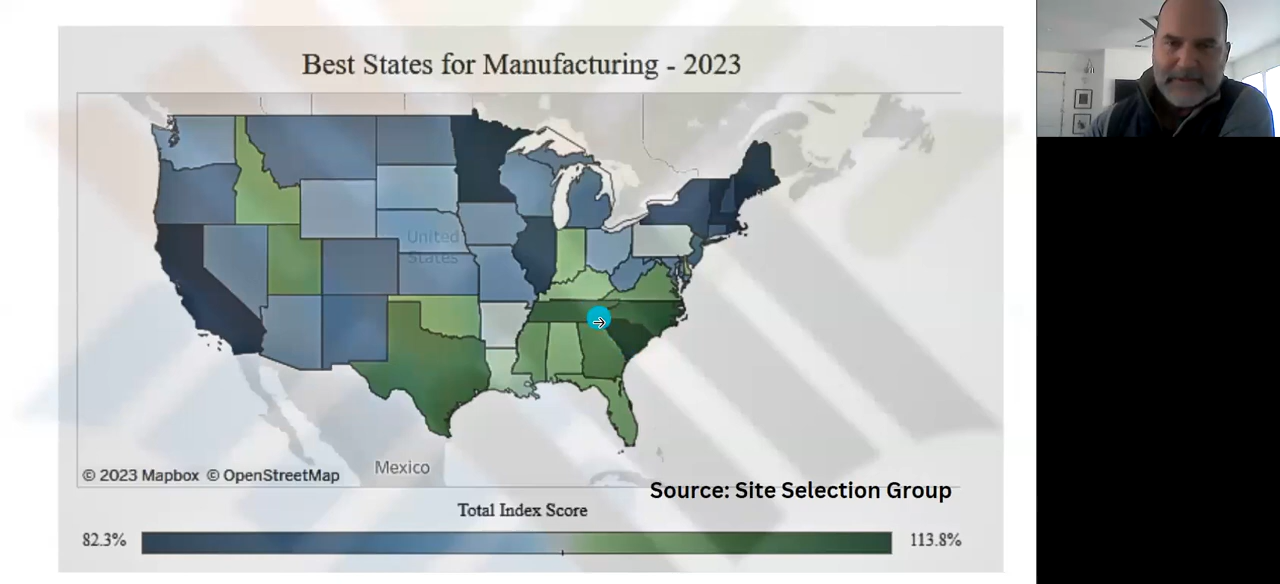 Best States for Manufacturing - 2023
United
States
Mexico
© 2023 Mapbox © OpenStreetMap
Source: Site Selection Group
Total Index Score
82.3%
113.8%